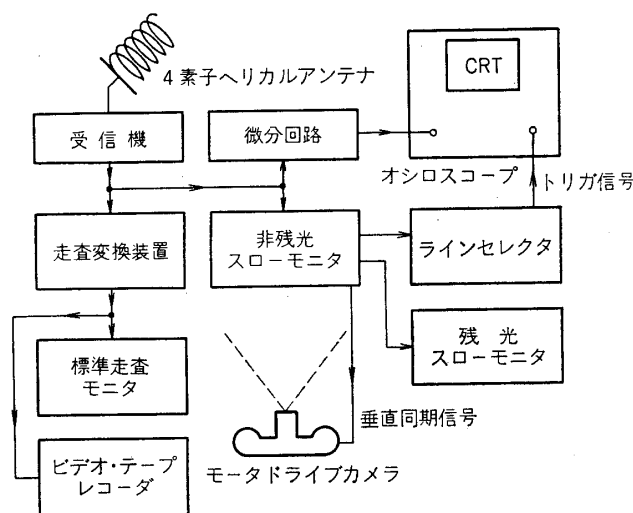 4素子ヘリカルアンテナ
CRT
受信機
微分回路
オシロスコープ
トリガ信号
走査変換装置
非残光
スローモニタ
ラインセレクタ
標準走査
モニタ
残光
スローモニタ
垂直同期信号
ビデオ・テープ
レコーダ
モータドライブカメラ